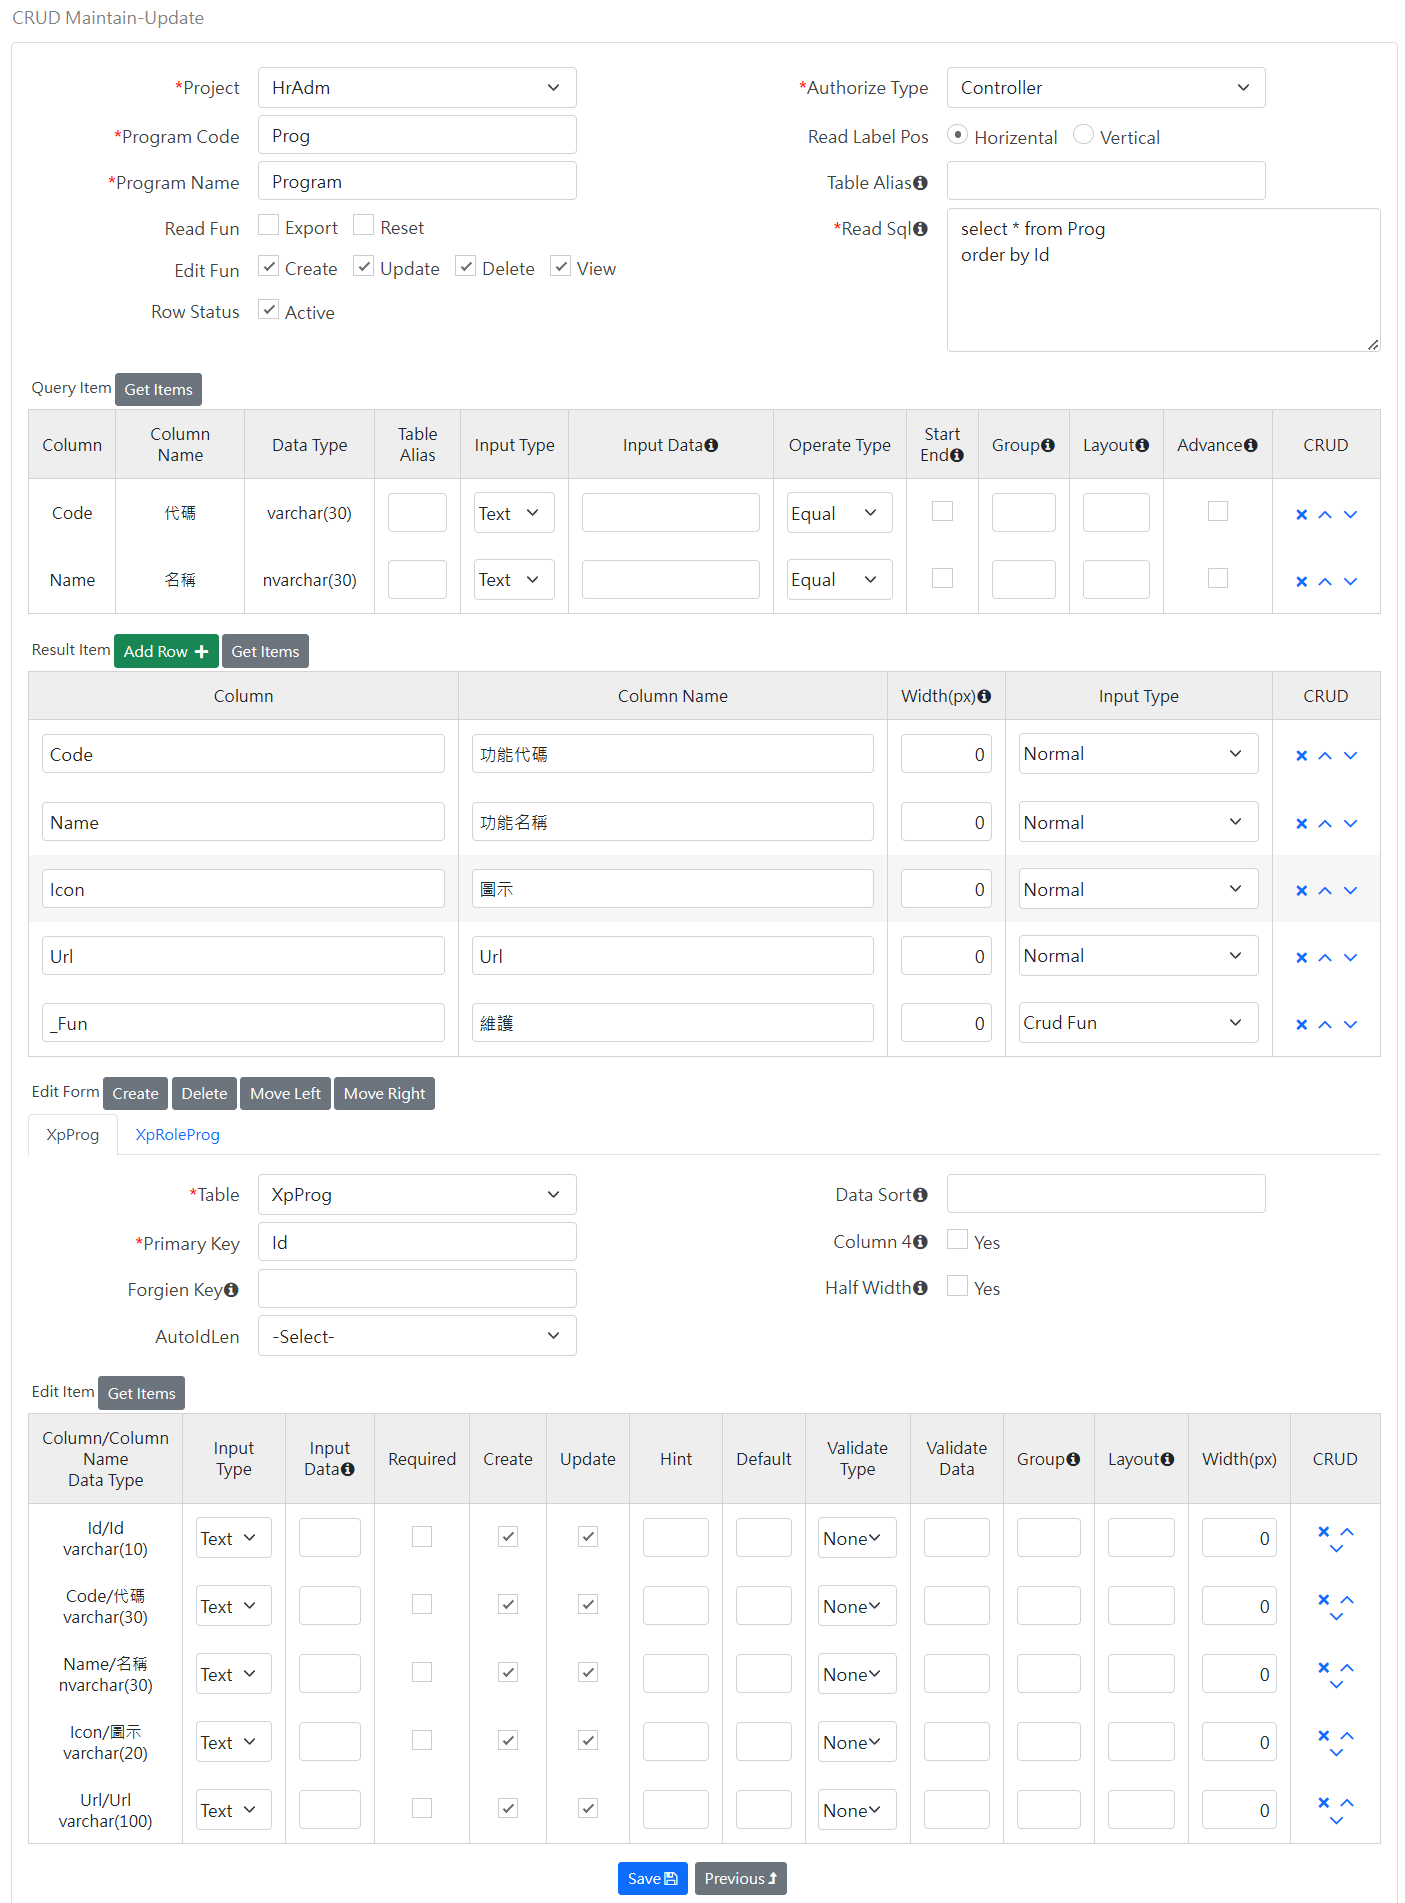 CRUD Maintain-Update
*Project HrAdm *Authorize Type Controller
*Program Code Prog Read Label Pos Horizental Vertical
*Program Name Program Table Alias
Read Fun Export Reset *Read Sql select * from Prog
order by Id
Edit Fun Create Update Delete View
Row Status Active
Query Item Get Items
Column Column Name Data Type Table Alias Input Type Input Data Operate Type Start End Group Layout Advance CRUD
Code 代碼 varchar(30) Text Equal
Name 名稱 nvarchar(30) Text Equal
Result Item Add Row Get Items
Column Column Name Width(px) Input Type CRUD
Code 功能代碼 0 Normal
Name 功能名稱 0 Normal
Icon 圖示 0 Normal
Url Url 0 Normal
_Fun 維護 0 Crud Fun
Edit Form Create Delete Move Left Move Right
XpProg XpRoleProg
*Table XpProg Data Sort
*Primary Key Id Column 4 Yes
Forgien Key Half Width Yes
AutoIdLen -Select-
Edit Item Get Items
Column/Column Name Data Type Input Type Input Data Required Create Update Hint Default Validate Type Validate Data Group Layout Width(px) CRUD
Id/Id varchar(10) Text None 0
Code/代碼 varchar(30) Text None 0
Name/名稱 nvarchar(30) Text None 0
Icon/圖示 varchar(20) Text None 0
Url/Url varchar(100) Text None 0
Save Previous